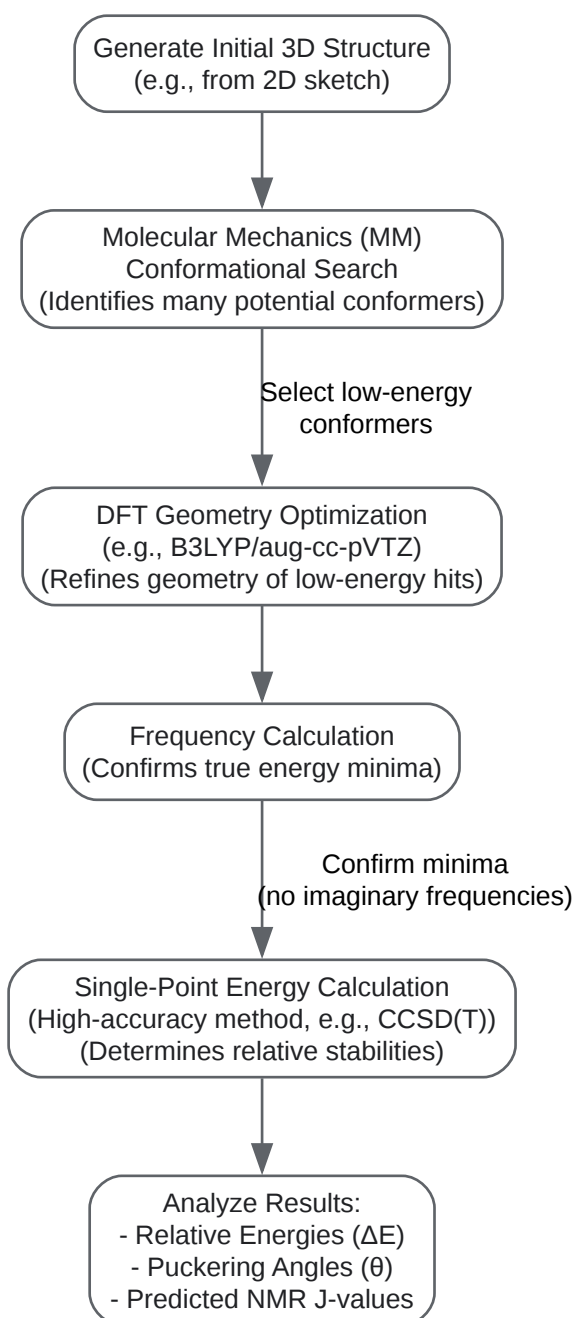 Generate Initial 3D Structure
(e.g., from 2D sketch)
Molecular Mechanics (MM)
Conformational Search
(Identifies many potential conformers)
Select low-energy
conformers
DFT Geometry Optimization
(e.g., B3LYP/aug-cc-pVTZ)
(Refines geometry of low-energy hits)
Frequency Calculation
(Confirms true energy minima)
Confirm minima
(no imaginary frequencies)
Single-Point Energy Calculation
(High-accuracy method, e.g., CCSD(T))
(Determines relative stabilities)
Analyze Results:
- Relative Energies (ΔE)
- Puckering Angles (θ)
- Predicted NMR J-values